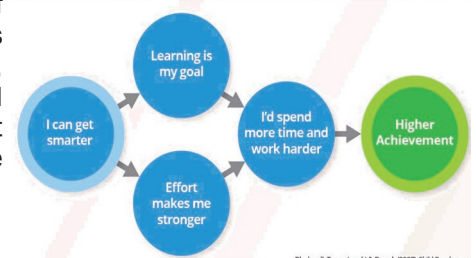 I can get
smarter
Learning is
my goal
Effort
makes me
stronger
I'd spend
more time and
work harder
Higher
Achievement